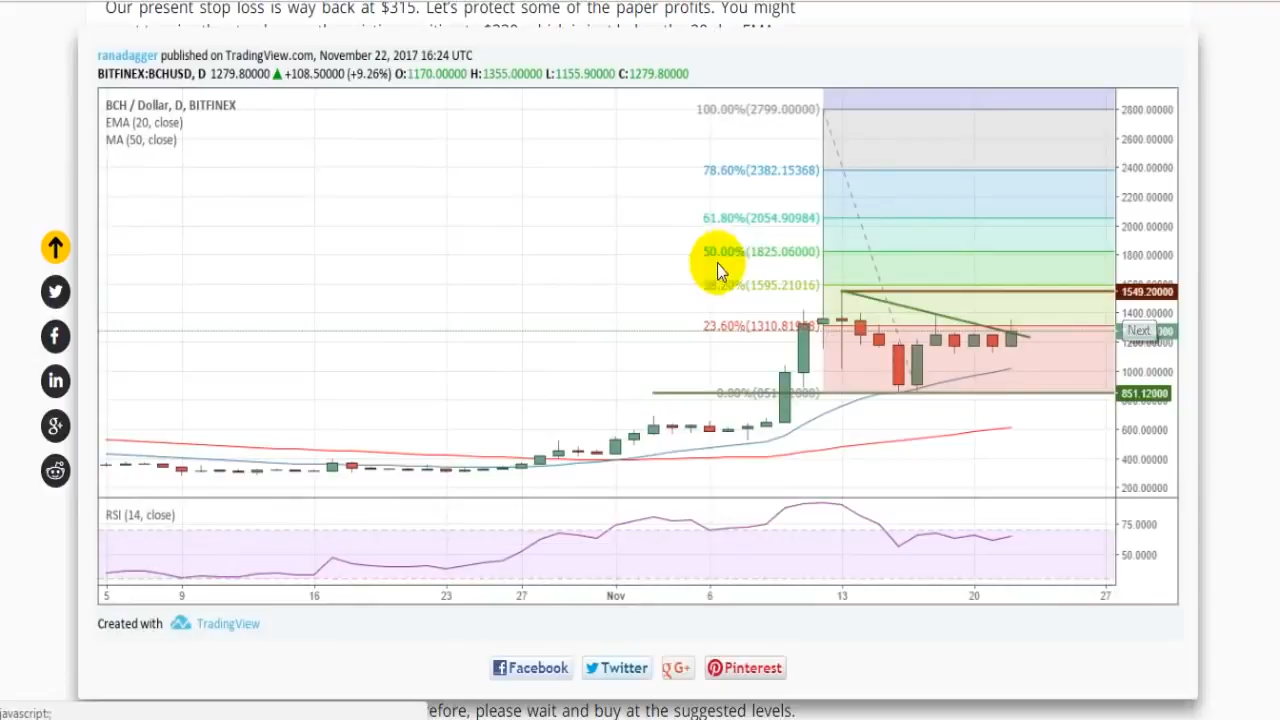 Our present stop loss is way back at $315. Let's protect some of the paper profits. You might
ranadagger published on TradingView.com, November 22, 2017 16:24 UTC
BITFINEX:BCHUSD, D 1279.80000 ▲ +108.50000 (+9.26%) O:1170.00000 H:1355.00000 L:1155.90000 C:1279.80000
BCH / Dollar, D, BITFINEX
EMA (20, close)
MA (50, close)
100.00%(2799.00000)
78.60%(2382.15368)
61.80%(2054.90984)
50.00%(1825.06000)
(1595.21016)
23.60%
2800.00000
2600.00000
2400.00000
2200.00000
2000.00000
1800.00000
1549.20000
1400.00000
Next
1000.00000
851.12000
600.00000
400.00000
200.00000
RSI (14, close)
75.0000
50.0000
5 9 16 23 27 Nov 6 13 20 27
Created with TradingView
Facebook Twitter G+ Pinterest
javascript:;
efore, please wait and buy at the suggested levels.